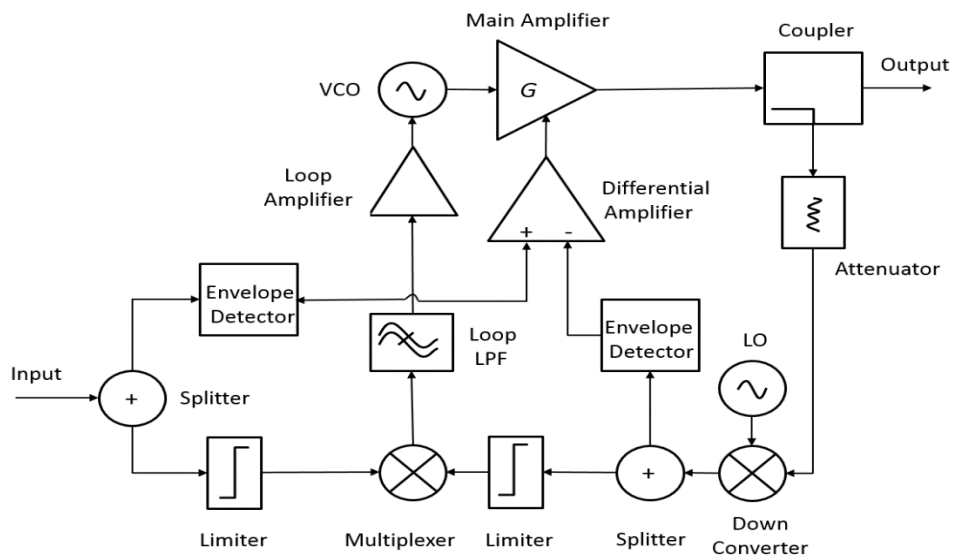 Main Amplifier
Coupler
VCO
G
Output
Loop
Amplifier
Differential
Amplifier
+ -
Attenuator
Envelope
Detector
Envelope
Detector
Loop
LPF
LO
Input
+
Splitter
+
Limiter
Multiplexer
Limiter
Splitter
Down
Converter